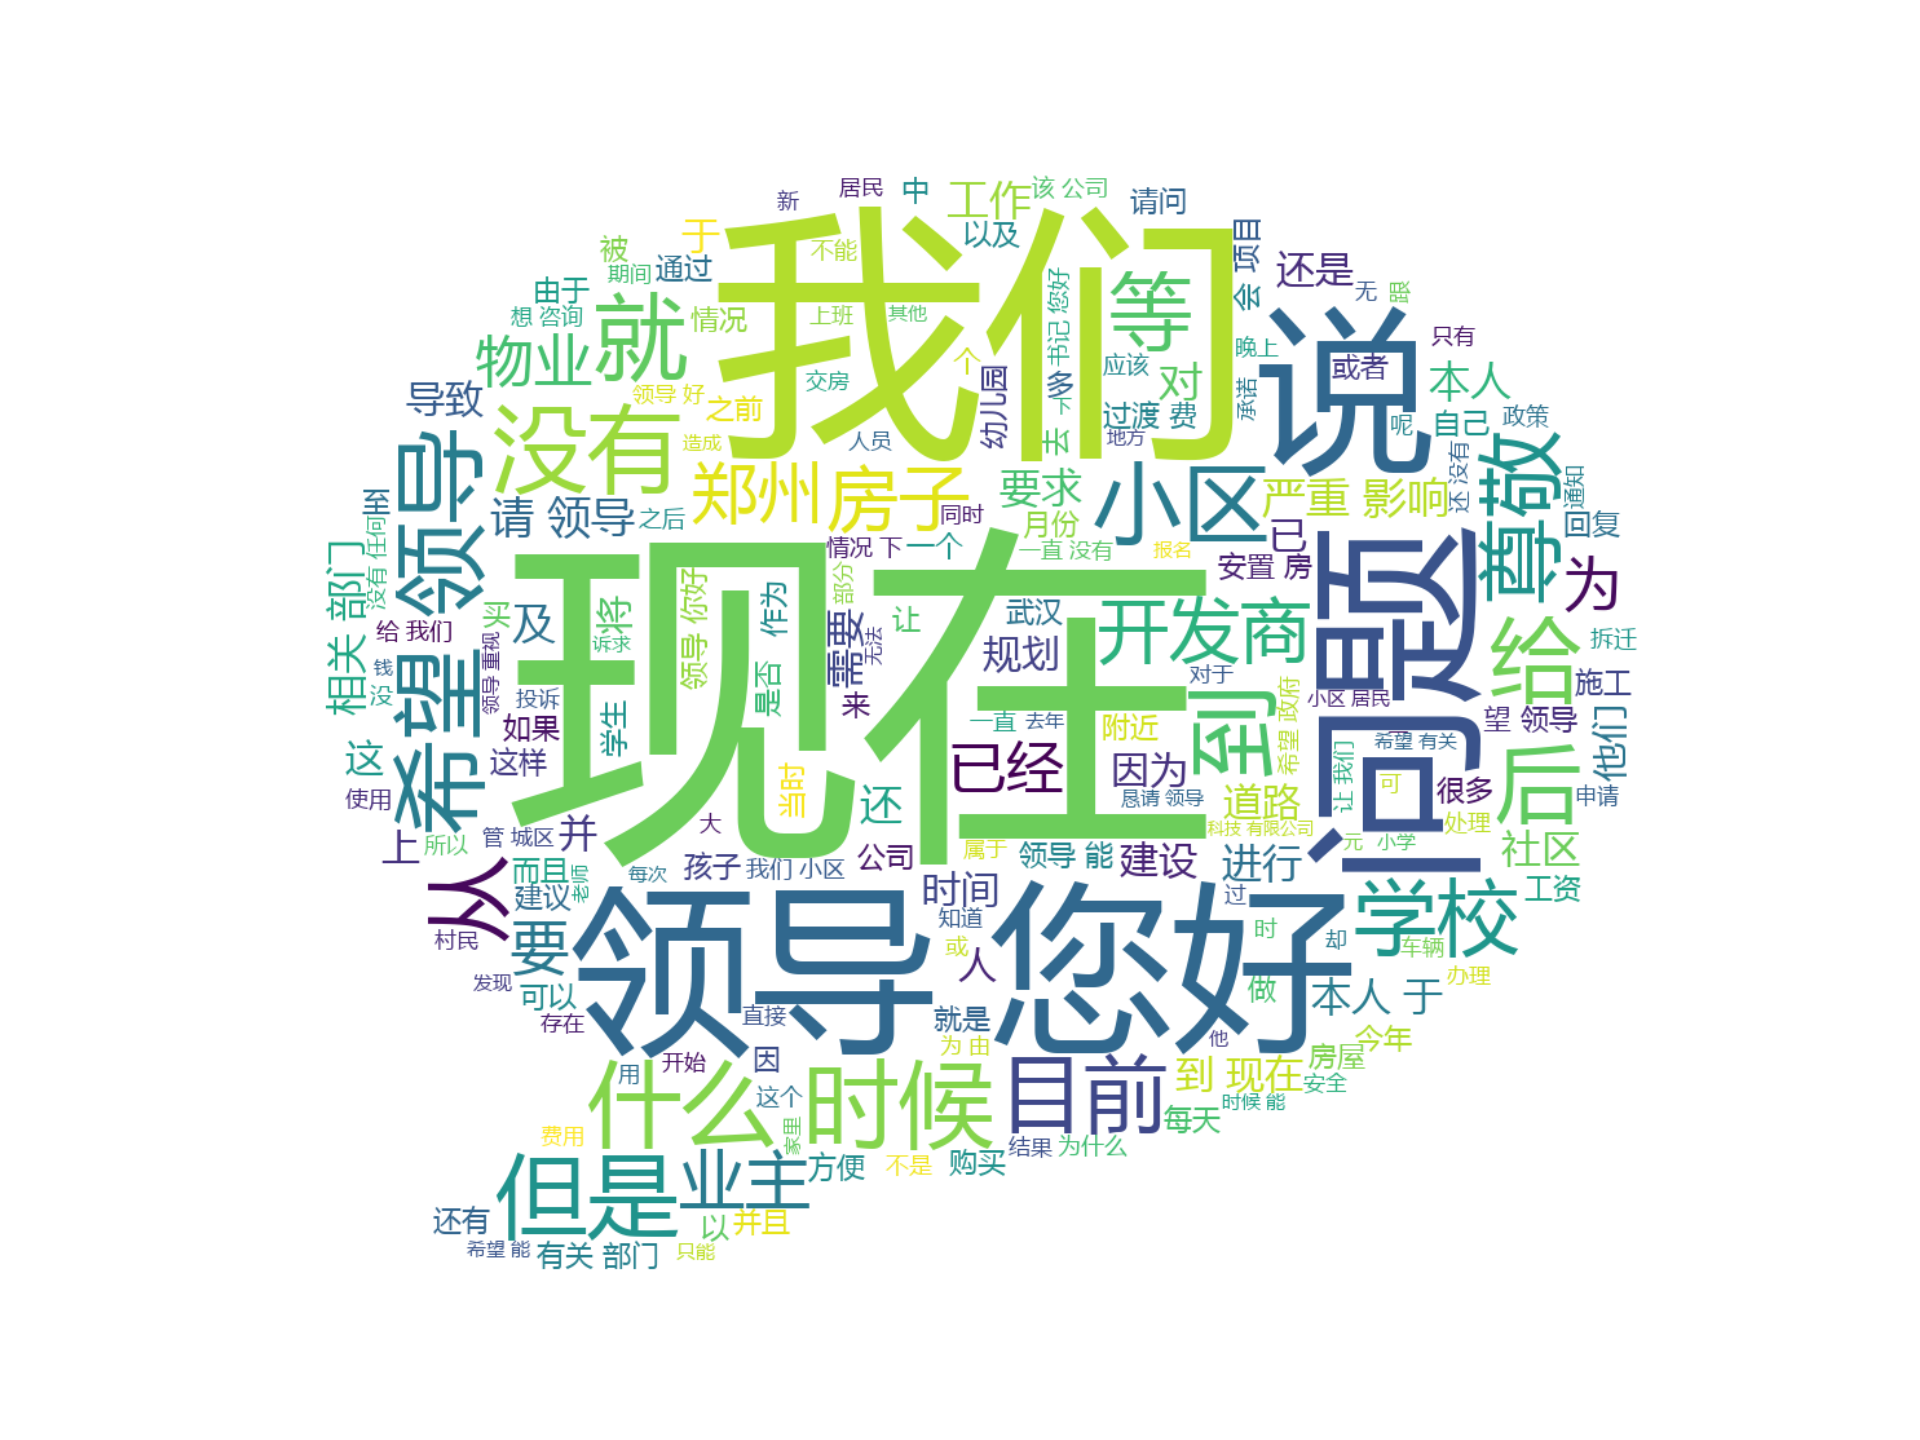 新
居民
中
工作
该 公司
请问
被
于
我们
不能
以及
会 项目
还是
期间
通过
由于
就
情况
想 咨询
上班
其他
书记 您好
等
无
跟
说
晚上
只有
物业
个
应该
或者
导致
领导 好
之前
交房
幼儿园
多
下
对
承诺
本人
没有
造成
人员
去
过渡 费
地方
呢
自己
政策
希望 领导
至
请 领导
之后
郑州 房子
同时
要求
月份
小区
已
严重 影响
还 没有
尊敬
通知
回复
没有 任何
相关 部门
情况 下
一个
一直 没有
报名
安置 房
为
给 我们
买
及
将
诉求
领导 你好
作为
部分
需要
无法
让
武汉
规划
开发商
问题
给
拆迁
钱
没
领导 重视
投诉
如果
学生
是否
来
现在
一直
去年
附近
对于
到
希望 政府
小区 居民
施工
望 领导
这
这样
当时
已经
因为
希望 有关
他们
使用
还
恳请 领导
道路
让 我们
可
很多
后
申请
上
所以
管 城区
并
大
科技 有限公司
元
小学
处理
从
而且
老师
每次
孩子
我们 小区
公司
属于
领导 能
建设
进行
社区
建议
时间
过
学校
工资
村民
要
领导 您好
知道
或
人
时
却
车辆
发现
可以
做
本人 于
办理
存在
直接
就是
他
今年
开始
因
为 由
目前
到 现在
房屋
用
什么 时候
这个
安全
时候 能
费用
家里
每天
结果
为什么
但是
业主
方便
不是
购买
还有
以
并且
希望 能
有关 部门
只能